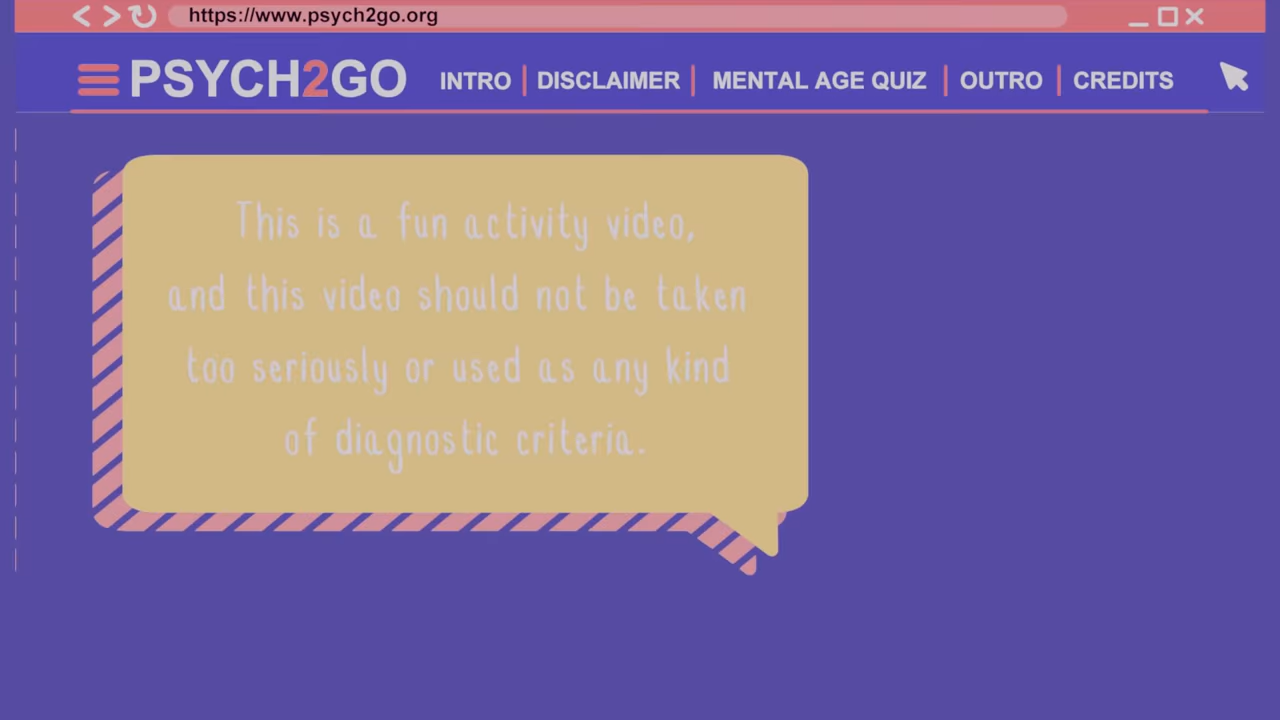 https://www.psych2go.org
PSYCH2GO INTRO DISCLAIMER MENTAL AGE QUIZ OUTRO CREDITS
This is a fun activity video,
and this video should not be taken
too seriously or used as any kind
of diagnostic criteria.